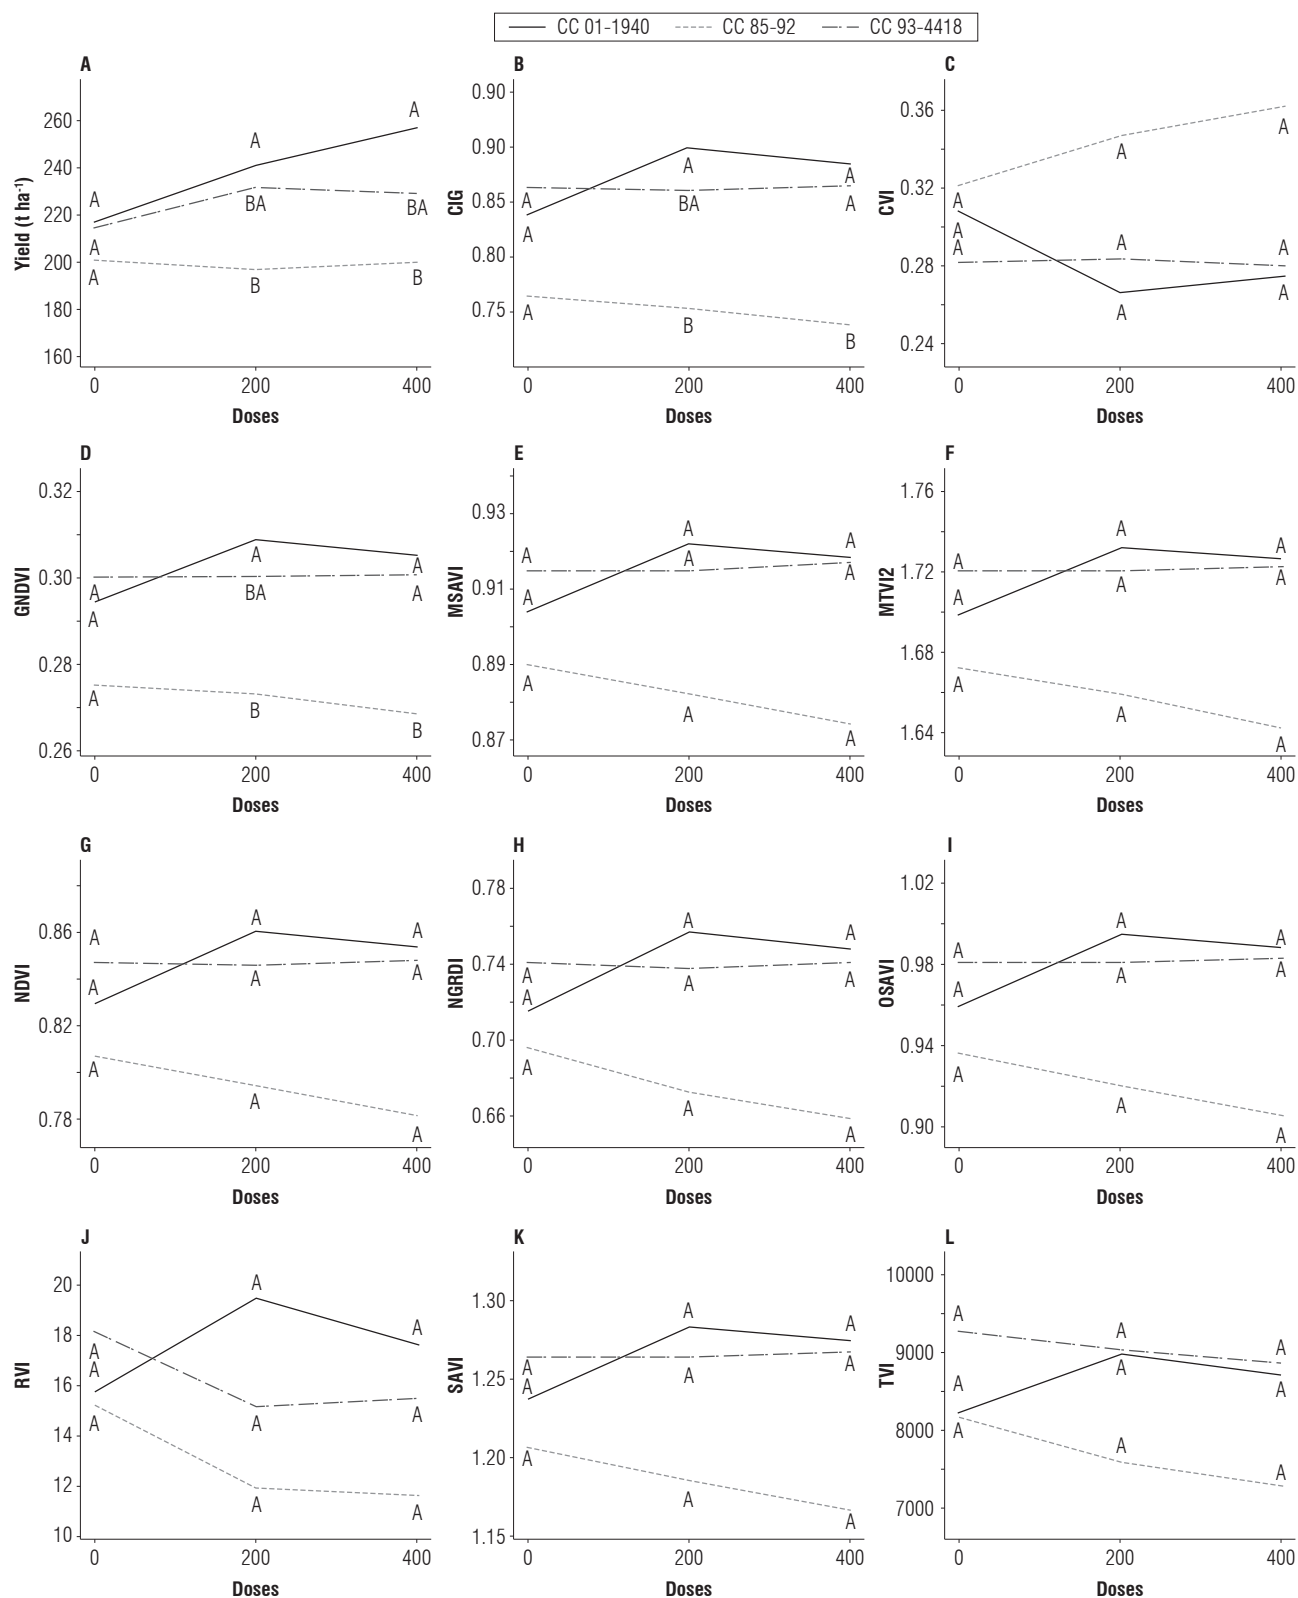 CC 01-1940 CC 85-92 CC 93-4418
A
Yield (t ha-1)
260
240
220
200
180
160
A
A
A
A
BA
B
A
BA
B
0 200 400
Doses
B
CIG
0.90
0.90
0.85
0.80
0.75
A
A
A
A
BA
B
A
A
B
0 200 400
Doses
C
CVI
0.36
0.32
0.28
0.24
A
A
A
A
A
A
A
A
A
0 200 400
Doses
D
GNDVI
0.32
0.30
0.28
0.26
A
A
A
A
BA
B
A
A
B
0 200 400
Doses
E
MSAVI
0.93
0.91
0.89
0.87
A
A
A
A
A
A
A
A
A
0 200 400
Doses
F
MTVI2
1.76
1.72
1.68
1.64
A
A
A
A
A
A
A
A
A
0 200 400
Doses
G
NDVI
0.86
0.82
0.78
A
A
A
A
A
A
A
A
A
0 200 400
Doses
H
NGRDI
0.78
0.74
0.70
0.66
A
A
A
A
A
A
A
A
A
0 200 400
Doses
I
OSAVI
1.02
0.98
0.94
0.90
A
A
A
A
A
A
A
A
A
0 200 400
Doses
J
RVI
20
18
16
14
12
10
A
A
A
A
A
A
A
A
A
0 200 400
Doses
K
SAVI
1.30
1.25
1.20
1.15
A
A
A
A
A
A
A
A
A
0 200 400
Doses
L
TVI
10000
9000
8000
7000
A
A
A
A
A
A
A
A
A
0 200 400
Doses